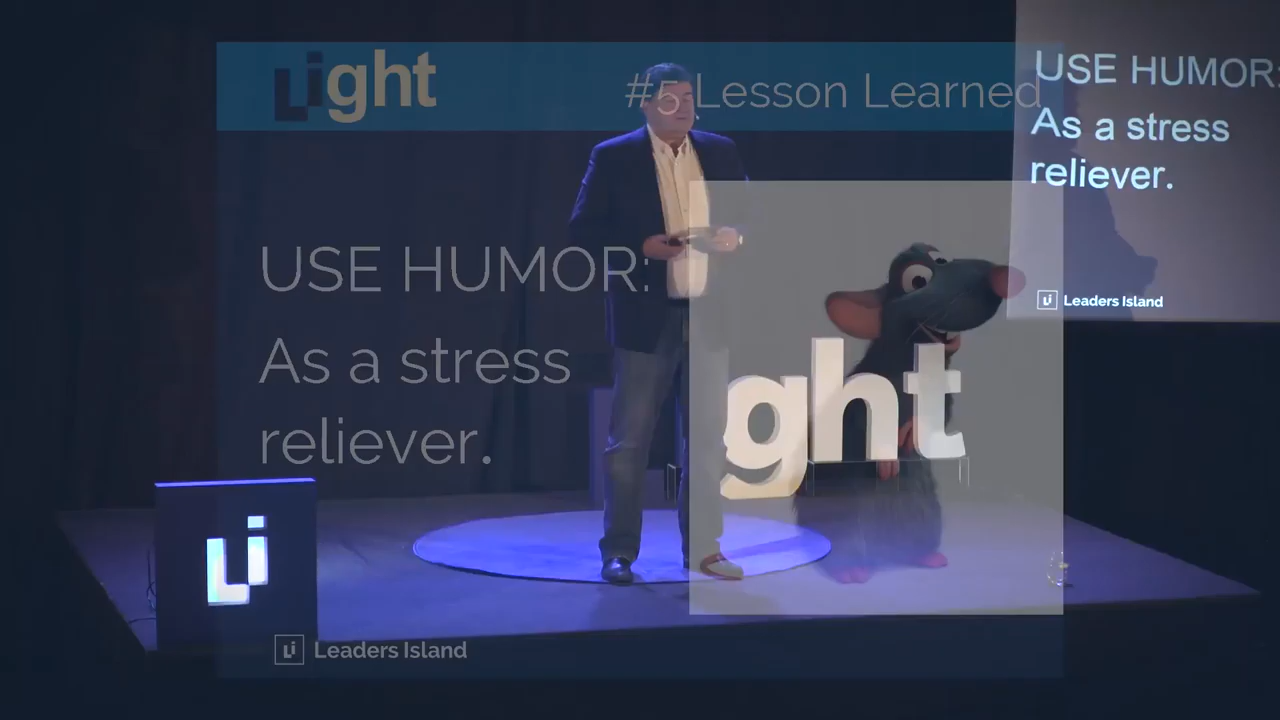 Light
#5 Lesson Learned
USE HUMOR:
As a stress
reliever.
Leaders Island
USE HUMOR:
As a stress
reliever.
Leaders Island
ght
Li